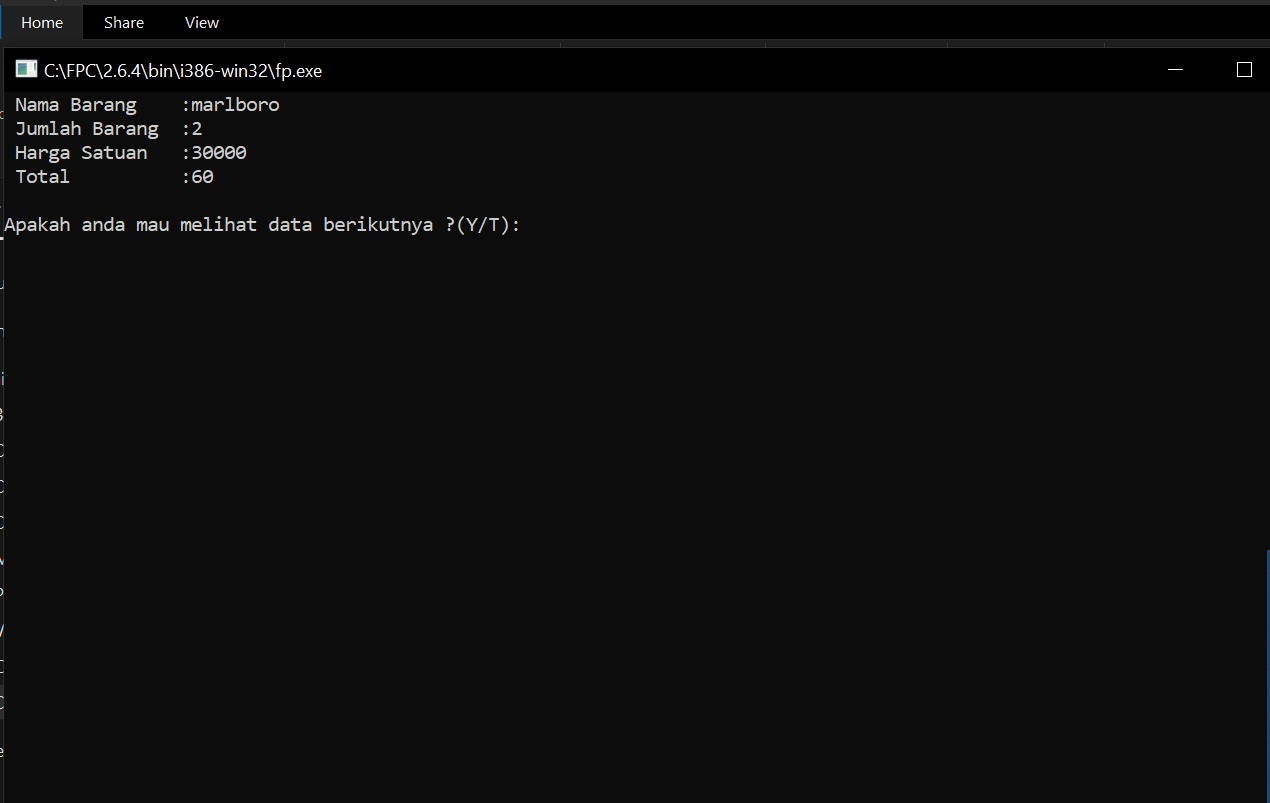 Home Share View
C:\FPC\2.6.4\bin\i386-win32\fp.exe
Nama Barang :marlboro
Jumlah Barang :2
Harga Satuan :30000
Total :60
Apakah anda mau melihat data berikutnya ?(Y/T):